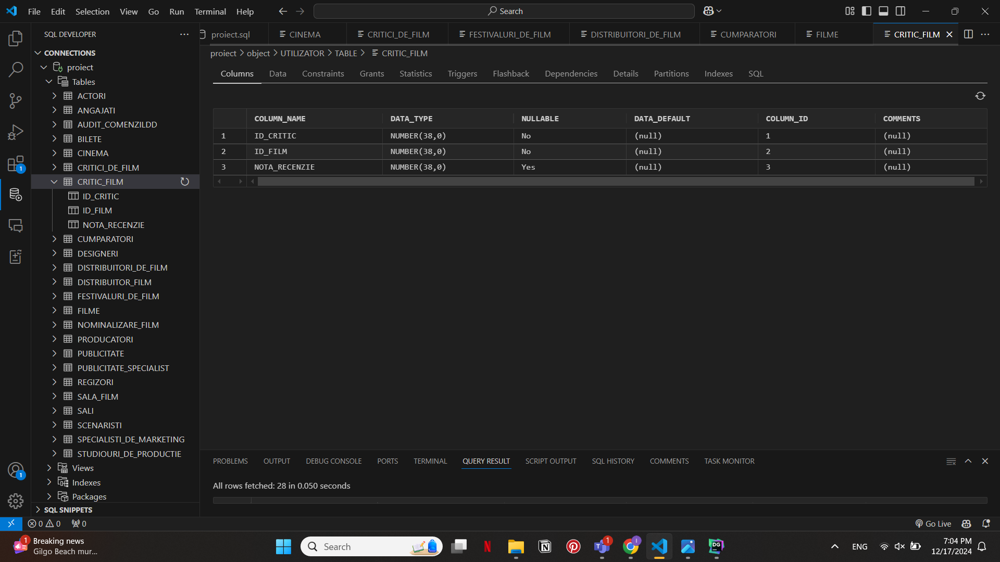 File Edit Selection View Go Run Terminal Help
Search
SQL DEVELOPER
CONNECTIONS
proiect
Tables
ACTORI
ANGAJATI
AUDIT_COMENZILDD
BILETE
CINEMA
CRITICI_DE_FILM
CRITIC_FILM
ID_CRITIC
ID_FILM
NOTA_RECENZIE
CUMPARATORI
DESIGNERI
DISTRIBUITORI_DE_FILM
DISTRIBUITOR_FILM
FESTIVALURI_DE_FILM
FILME
NOMINALIZARE_FILM
PRODUCATORI
PUBLICITATE
PUBLICITATE_SPECIALIST
REGIZORI
SALA_FILM
SALI
SCENARISTI
SPECIALISTI_DE_MARKETING
STUDIOURI_DE_PRODUCTIE
Views
Indexes
Packages
SQL SNIPPETS
1
1
proiect.sql CINEMA CRITICI_DE_FILM FESTIVALURI_DE_FILM DISTRIBUITORI_DE_FILM CUMPARATORI FILME CRITIC_FILM
proiect object UTILIZATOR TABLE CRITIC_FILM
Columns Data Constraints Grants Statistics Triggers Flashback Dependencies Details Partitions Indexes SQL
COLUMN_NAME DATA_TYPE NULLABLE DATA_DEFAULT COLUMN_ID COMMENTS
1 ID_CRITIC NUMBER(38,0) No (null) 1 (null)
2 ID_FILM NUMBER(38,0) No (null) 2 (null)
3 NOTA_RECENZIE NUMBER(38,0) Yes (null) 3 (null)
PROBLEMS OUTPUT DEBUG CONSOLE PORTS TERMINAL QUERY RESULT SCRIPT OUTPUT SQL HISTORY COMMENTS TASK MONITOR
All rows fetched: 28 in 0.050 seconds
0 0 0 Go Live
1 Breaking news
Gilgo Beach mur...
Search
N
N
T 1
I
DG
ENG
7:04 PM
12/17/2024